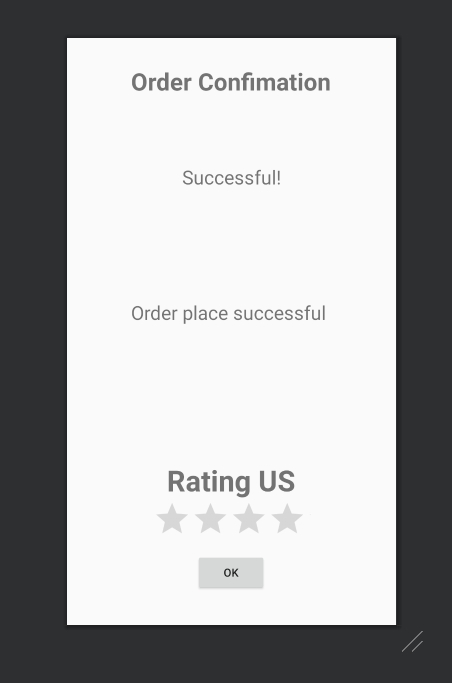 Order Confimation
Successful!
Order place successful
Rating US
OK